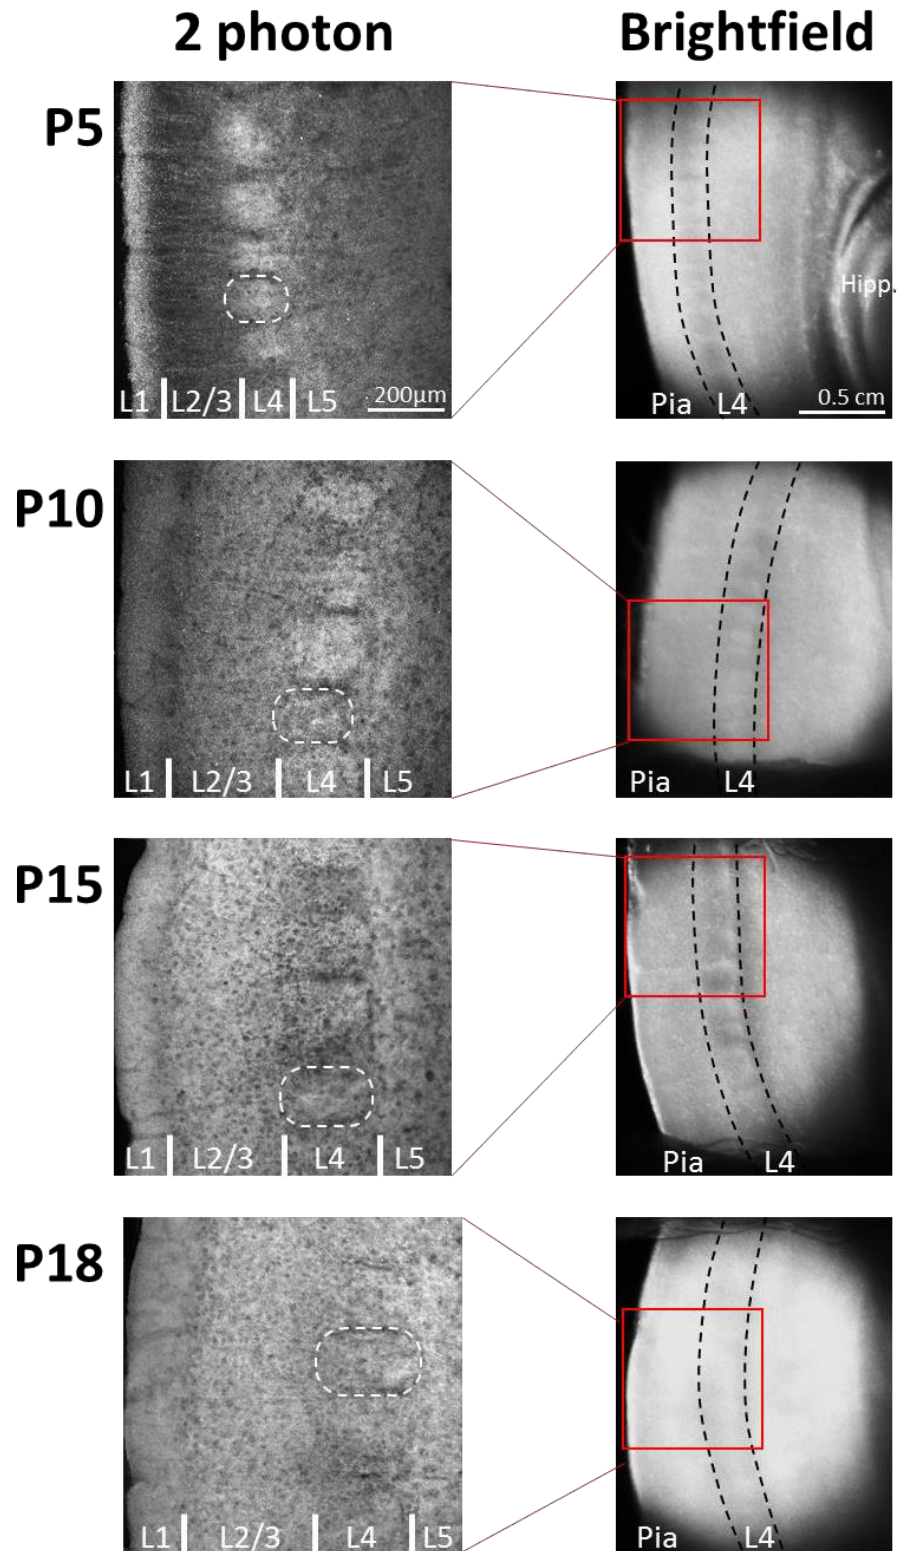 2 photon Brightfield
P5
Hipp.
L1 L2/3 L4 L5 200µm
Pia L4 0.5 cm
P10
L1 L2/3 L4 L5
Pia L4
P15
L1 L2/3 L4 L5
Pia L4
P18
L1 L2/3 L4 L5
Pia L4